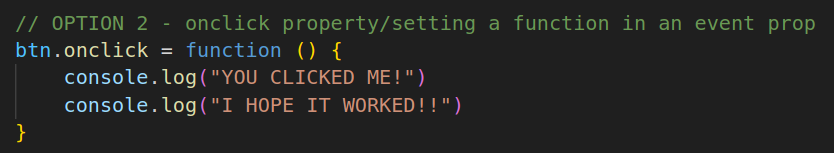 // OPTION 2 - onclick property/setting a function in an event prop
btn.onclick = function () {
    console.log("YOU CLICKED ME!")
    console.log("I HOPE IT WORKED!!")
}